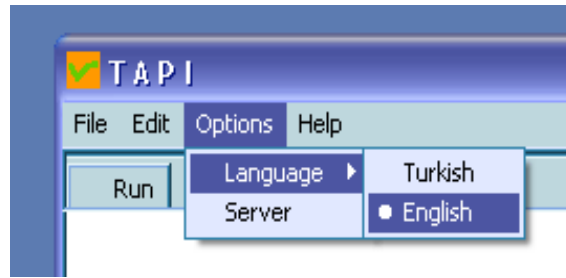 TAPI
File Edit Options Help
Run Language Turkish
Server English